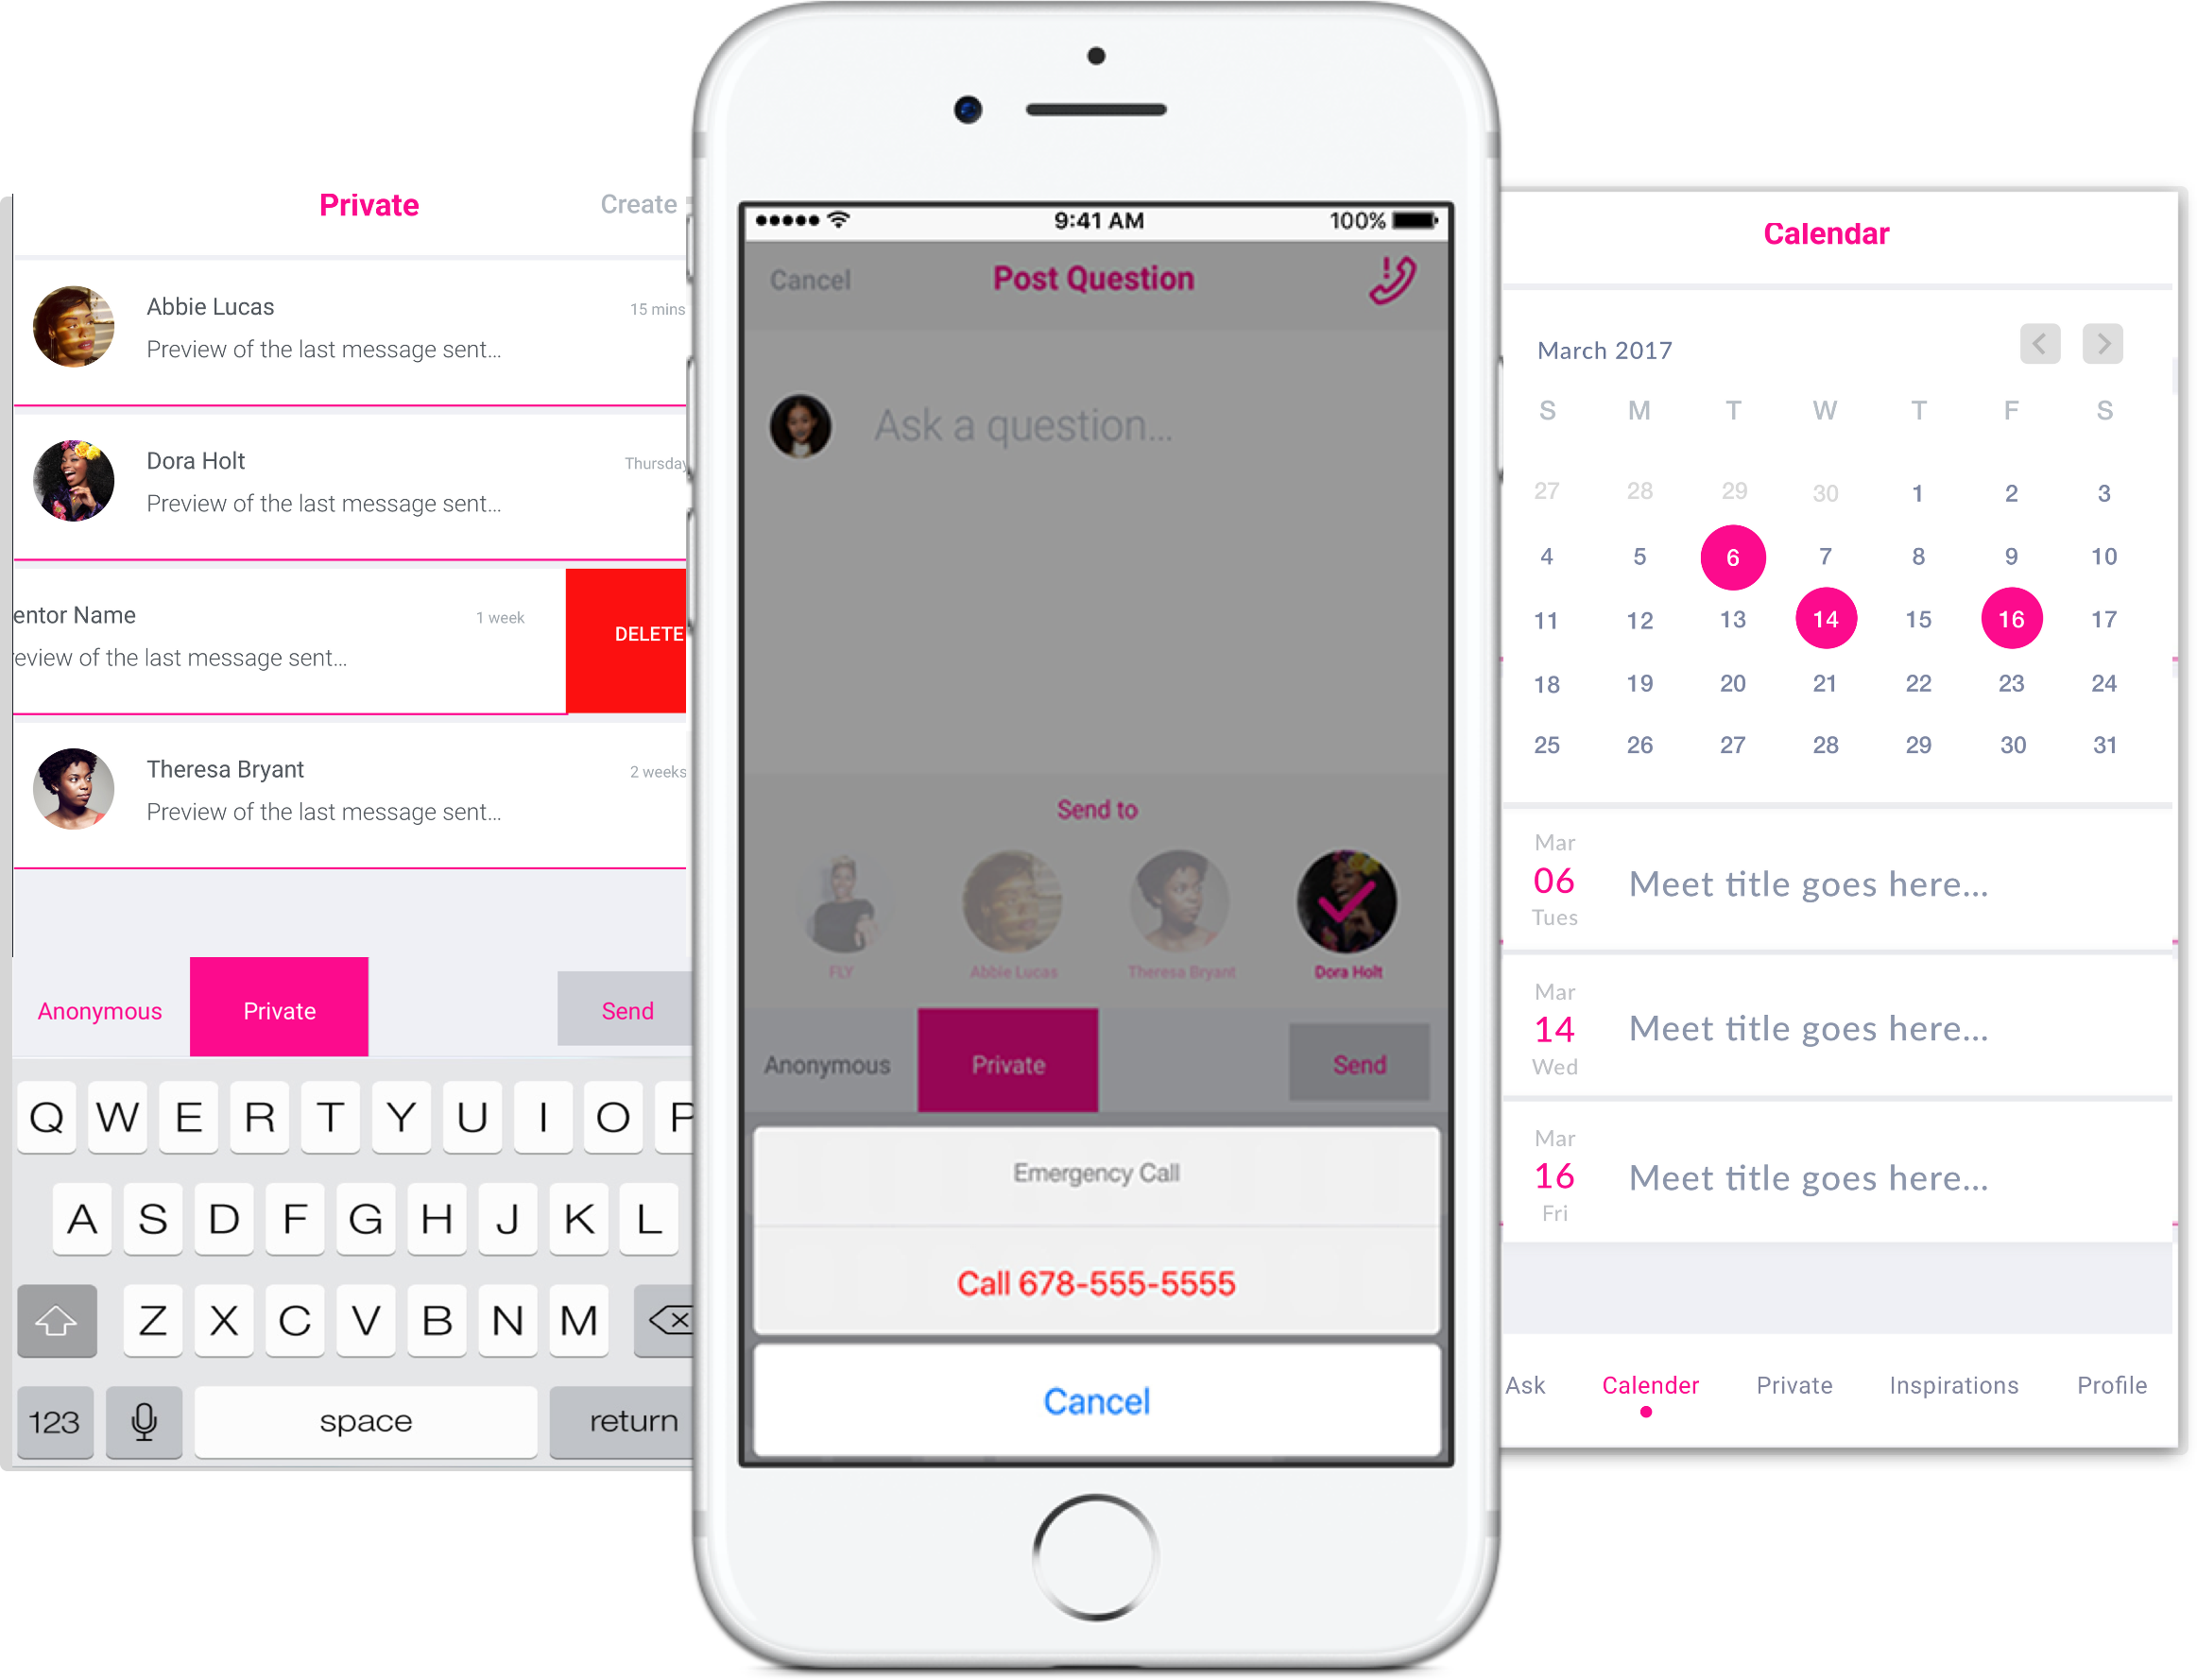 Private
Create
Abbie Lucas
15 mins
Preview of the last message sent...
Dora Holt
Thursday
Preview of the last message sent...
entor Name
1 week
DELETE
review of the last message sent...
Theresa Bryant
2 weeks
Preview of the last message sent...
Anonymous
Private
Send
Q W E R T Y U I O P
A S D F G H J K L
Z X C V B N M
123
space
return
9:41 AM
100%
Cancel
Post Question
Ask a question...
Send to
FLY
Abbie Lucas
Theresa Bryant
Dora Holt
Anonymous
Private
Send
Emergency Call
Call 678-555-5555
Cancel
Calendar
March 2017
S M T W T F S
27 28 29 30 1 2 3
4 5 6 7 8 9 10
11 12 13 14 15 16 17
18 19 20 21 22 23 24
25 26 27 28 29 30 31
Mar
06
Tues
Meet title goes here...
Mar
14
Wed
Meet title goes here...
Mar
16
Fri
Meet title goes here...
Ask
Calender
Private
Inspirations
Profile